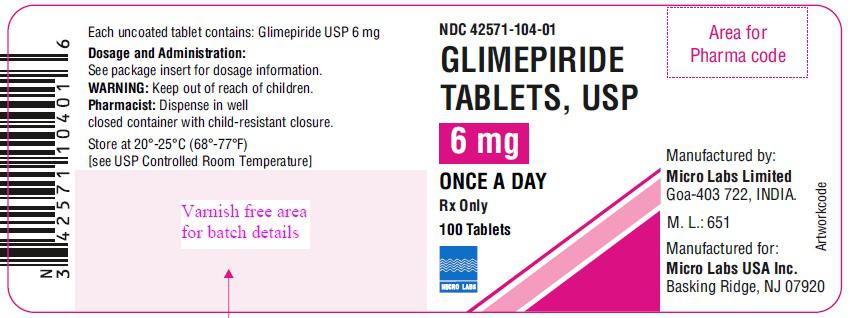 Each uncoated tablet contains: Glimepiride USP 6 mg
Dosage and Administration:
See package insert for dosage information.
WARNING: Keep out of reach of children.
Pharmacist: Dispense in well
closed container with child-resistant closure.
Store at 20°-25°C (68°-77°F)
[see USP Controlled Room Temperature]
Varnish free area
for batch details
N
3 42571 10401 6
NDC 42571-104-01
GLIMEPIRIDE
TABLETS, USP
6 mg
ONCE A DAY
Rx Only
100 Tablets
MICRO LABS
Area for
Pharma code
Manufactured by:
Micro Labs Limited
Goa-403 722, INDIA.
M. L.: 651
Manufactured for:
Micro Labs USA Inc.
Basking Ridge, NJ 07920
Artworkcode